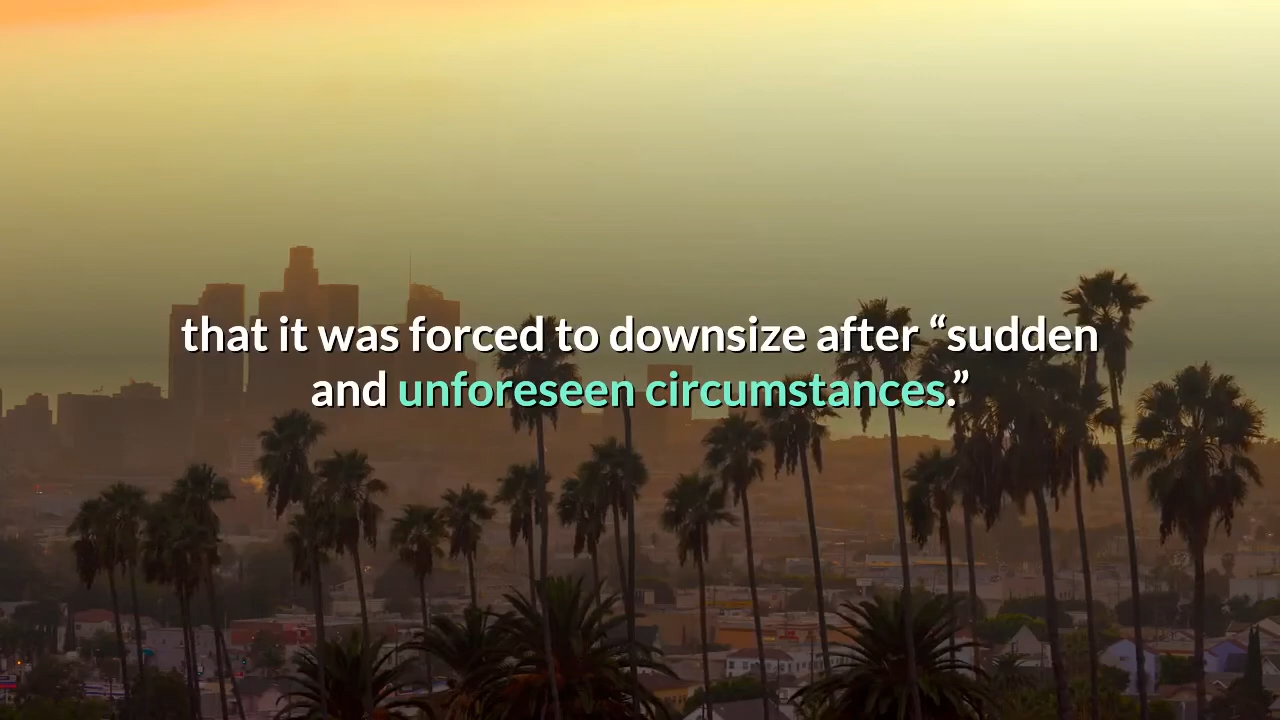 that it was forced to downsize after “sudden
and unforeseen circumstances.”